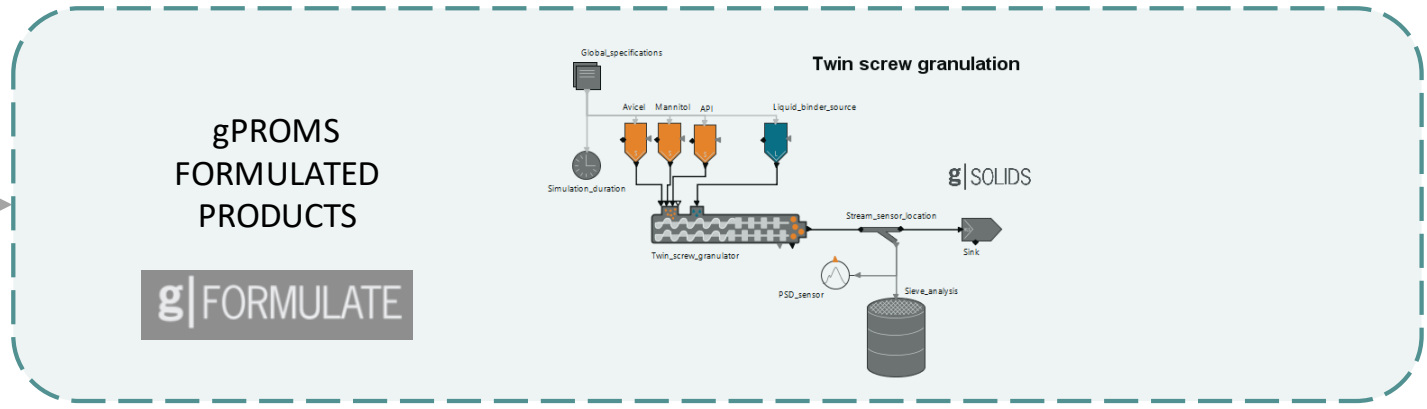 gPROMS
FORMULATED
PRODUCTS
g|FORMULATE
Twin screw granulation
Global_specifications
Avicel
Mannitol
API
Liquid_binder_source
Simulation_duration
g|SOLIDS
Stream_sensor_location
Twin_screw_granulator
Sink
PSD_sensor
Sieve_analysis